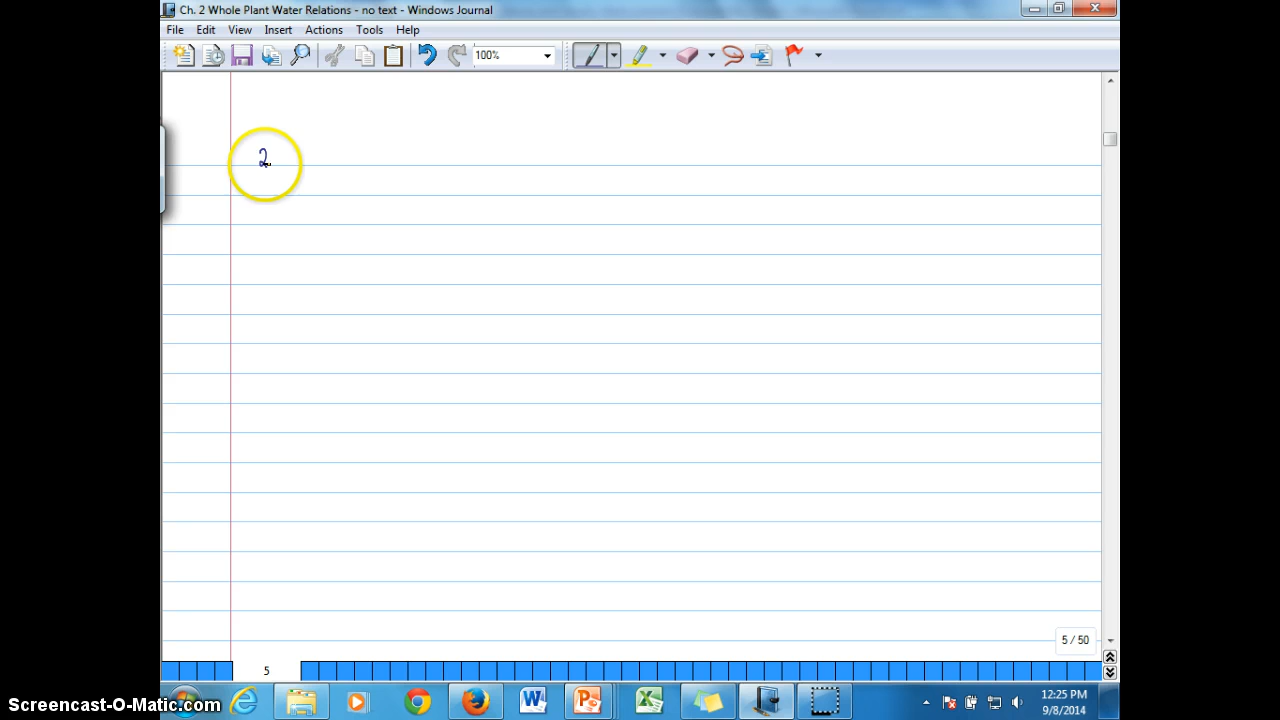 Ch. 2 Whole Plant Water Relations - no text - Windows Journal
File Edit View Insert Actions Tools Help
100%
2
5 / 50
5
12:25 PM
9/8/2014
Screencast-O-Matic.com